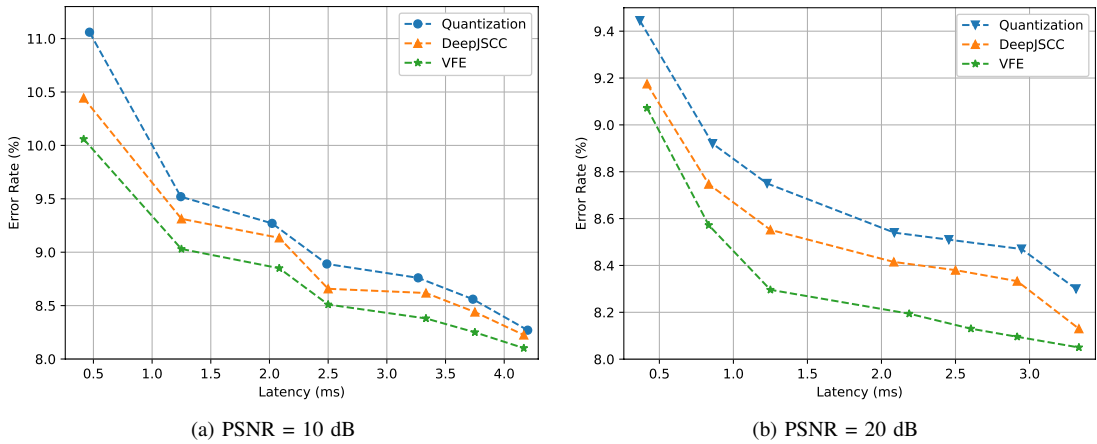 11.0
10.5
10.0
9.5
9.0
8.5
8.0
Error Rate (%)
Quantization
DeepJSCC
VFE
0.5 1.0 1.5 2.0 2.5 3.0 3.5 4.0
Latency (ms)
(a) PSNR = 10 dB
9.4
9.2
9.0
8.8
8.6
8.4
8.2
8.0
Error Rate (%)
Quantization
DeepJSCC
VFE
0.5 1.0 1.5 2.0 2.5 3.0
Latency (ms)
(b) PSNR = 20 dB